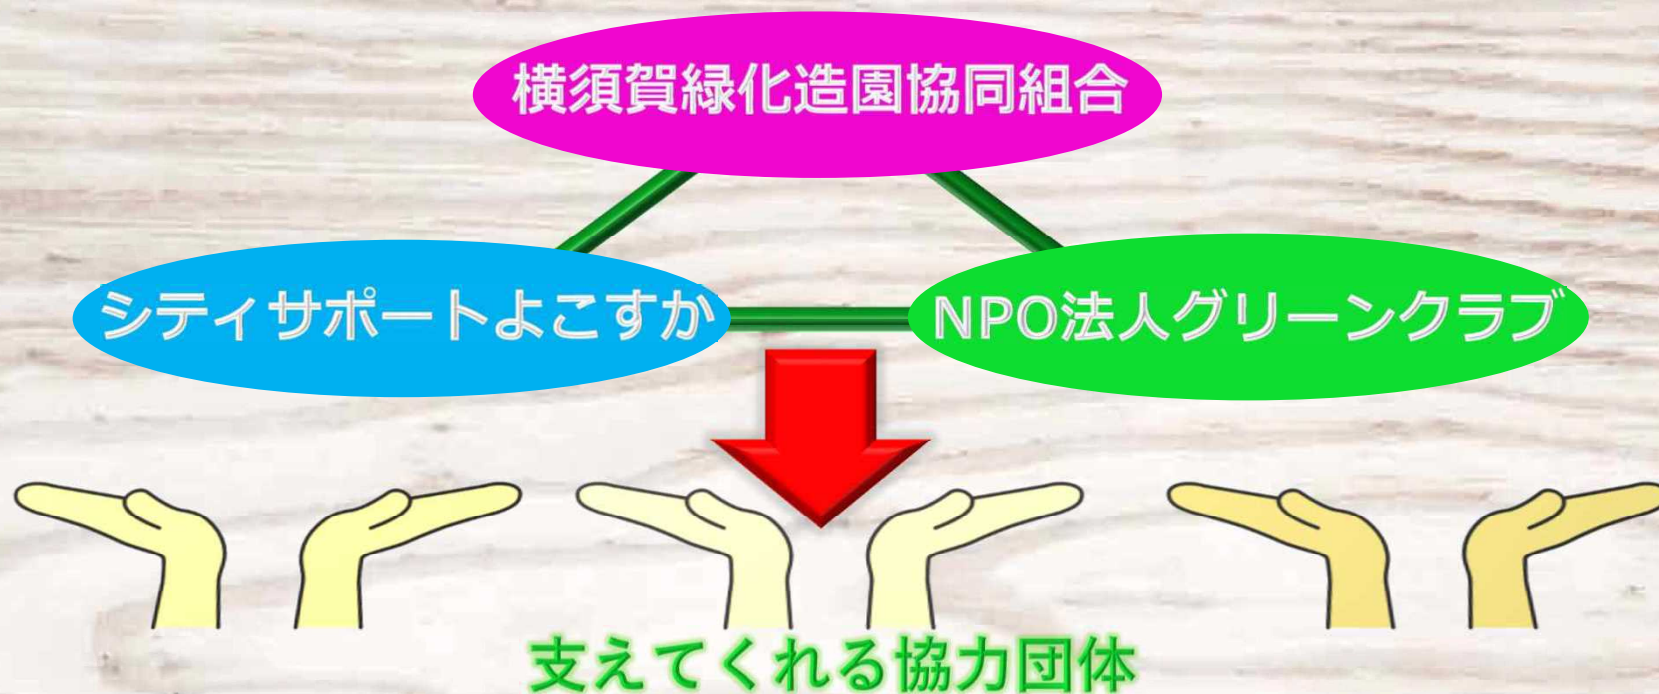 横須賀緑化造園協同組合
シティサポートよこすか
NPO法人グリーンクラブ
支えてくれる協力団体